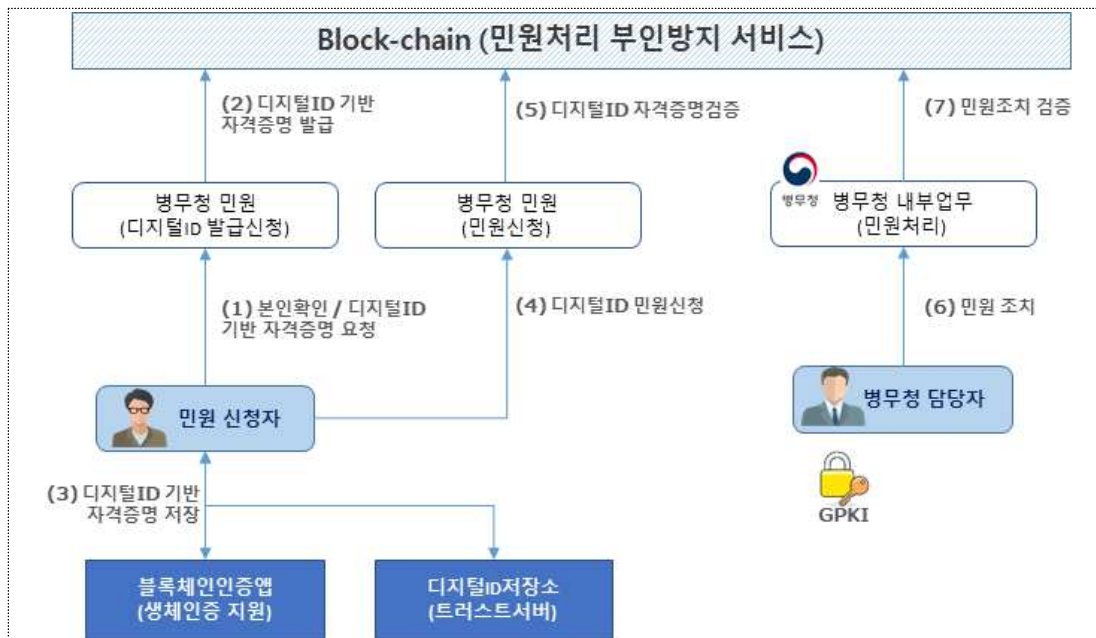 Block-chain (민원처리 부인방지 서비스)
(2) 디지털ID 기반
자격증명 발급
(5) 디지털ID 자격증명검증
(7) 민원조치 검증
병무청 민원
(디지털ID 발급신청)
병무청 민원
(민원신청)
병무청
병무청 내부업무
(민원처리)
(1) 본인확인 / 디지털ID
기반 자격증명 요청
(4) 디지털ID 민원신청
(6) 민원 조치
민원 신청자
병무청 담당자
(3) 디지털ID 기반
자격증명 저장
GPKI
블록체인인증앱
(생체인증 지원)
디지털ID저장소
(트러스트서버)